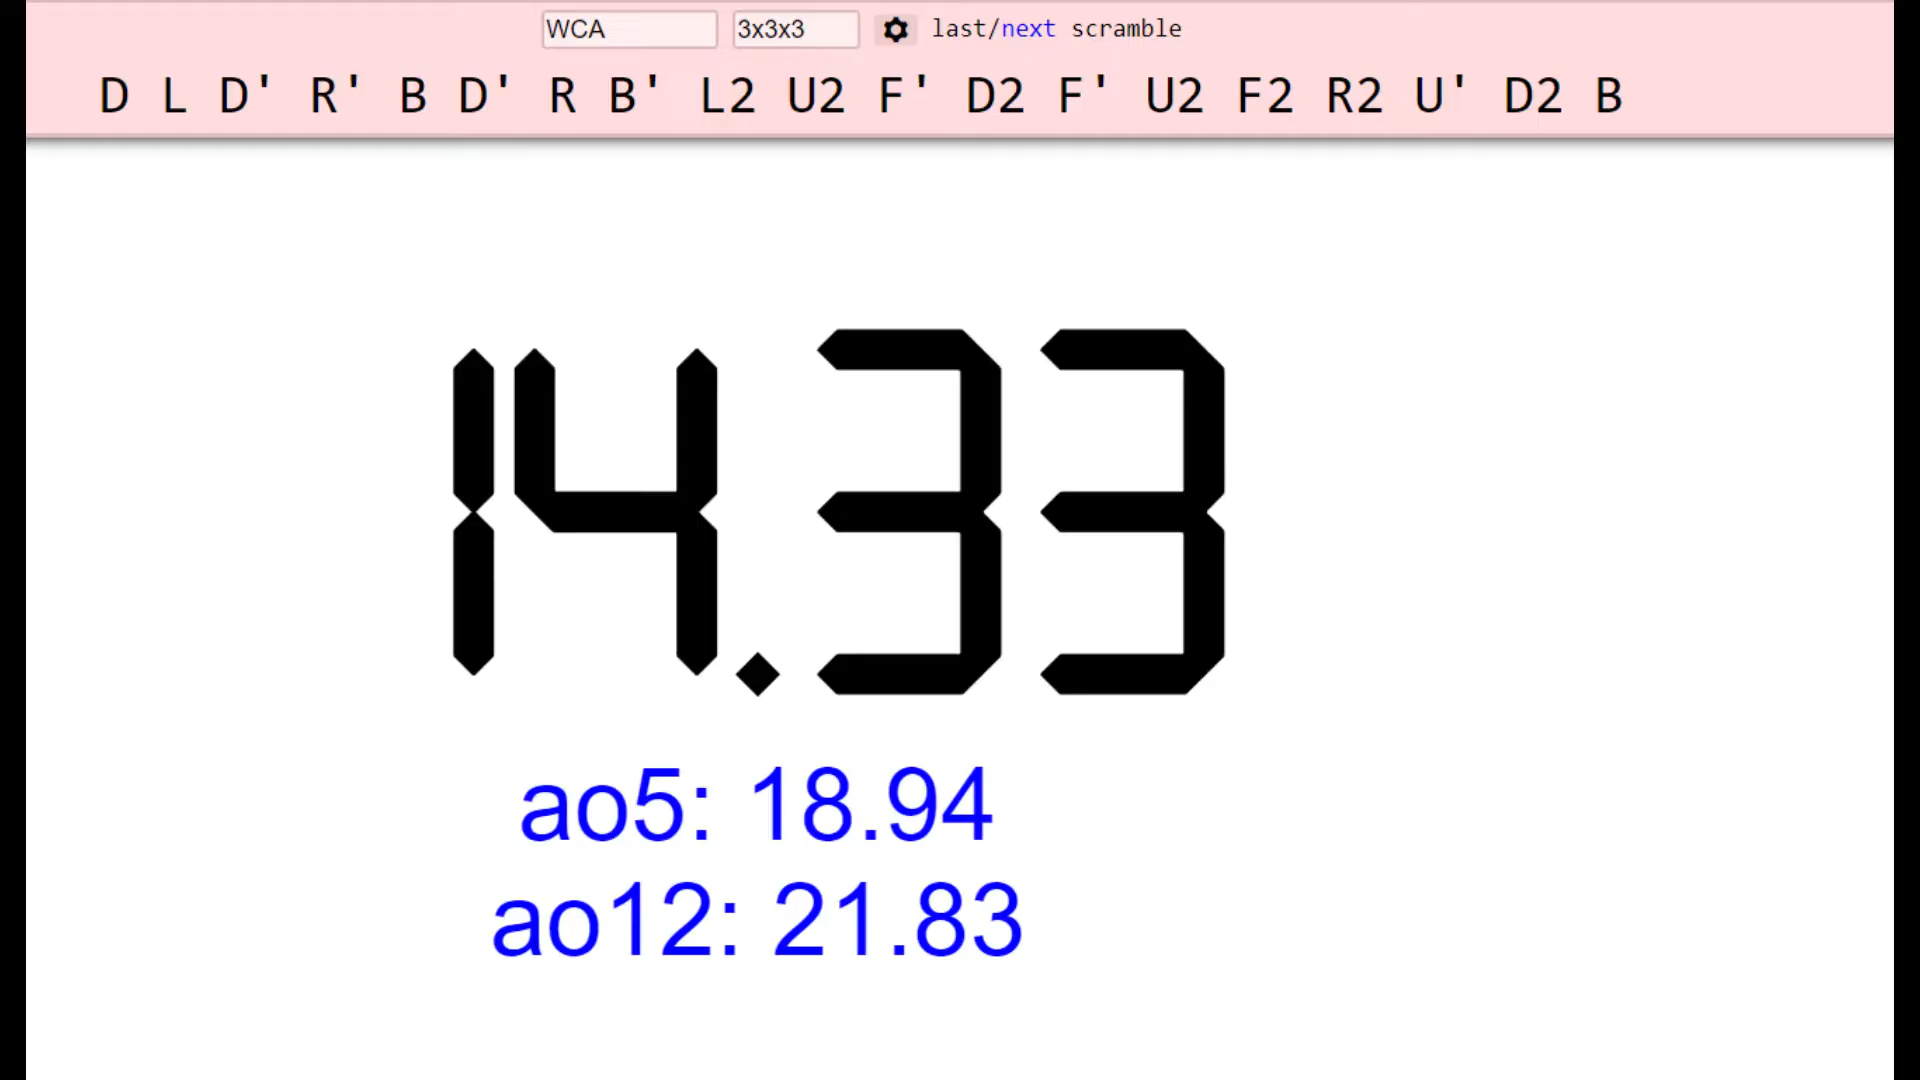 WCA 3x3x3 last/next scramble
D L D' R' B D' R B' L2 U2 F' D2 F' U2 F2 R2 U' D2 B
14.33
ao5: 18.94
ao12: 21.83